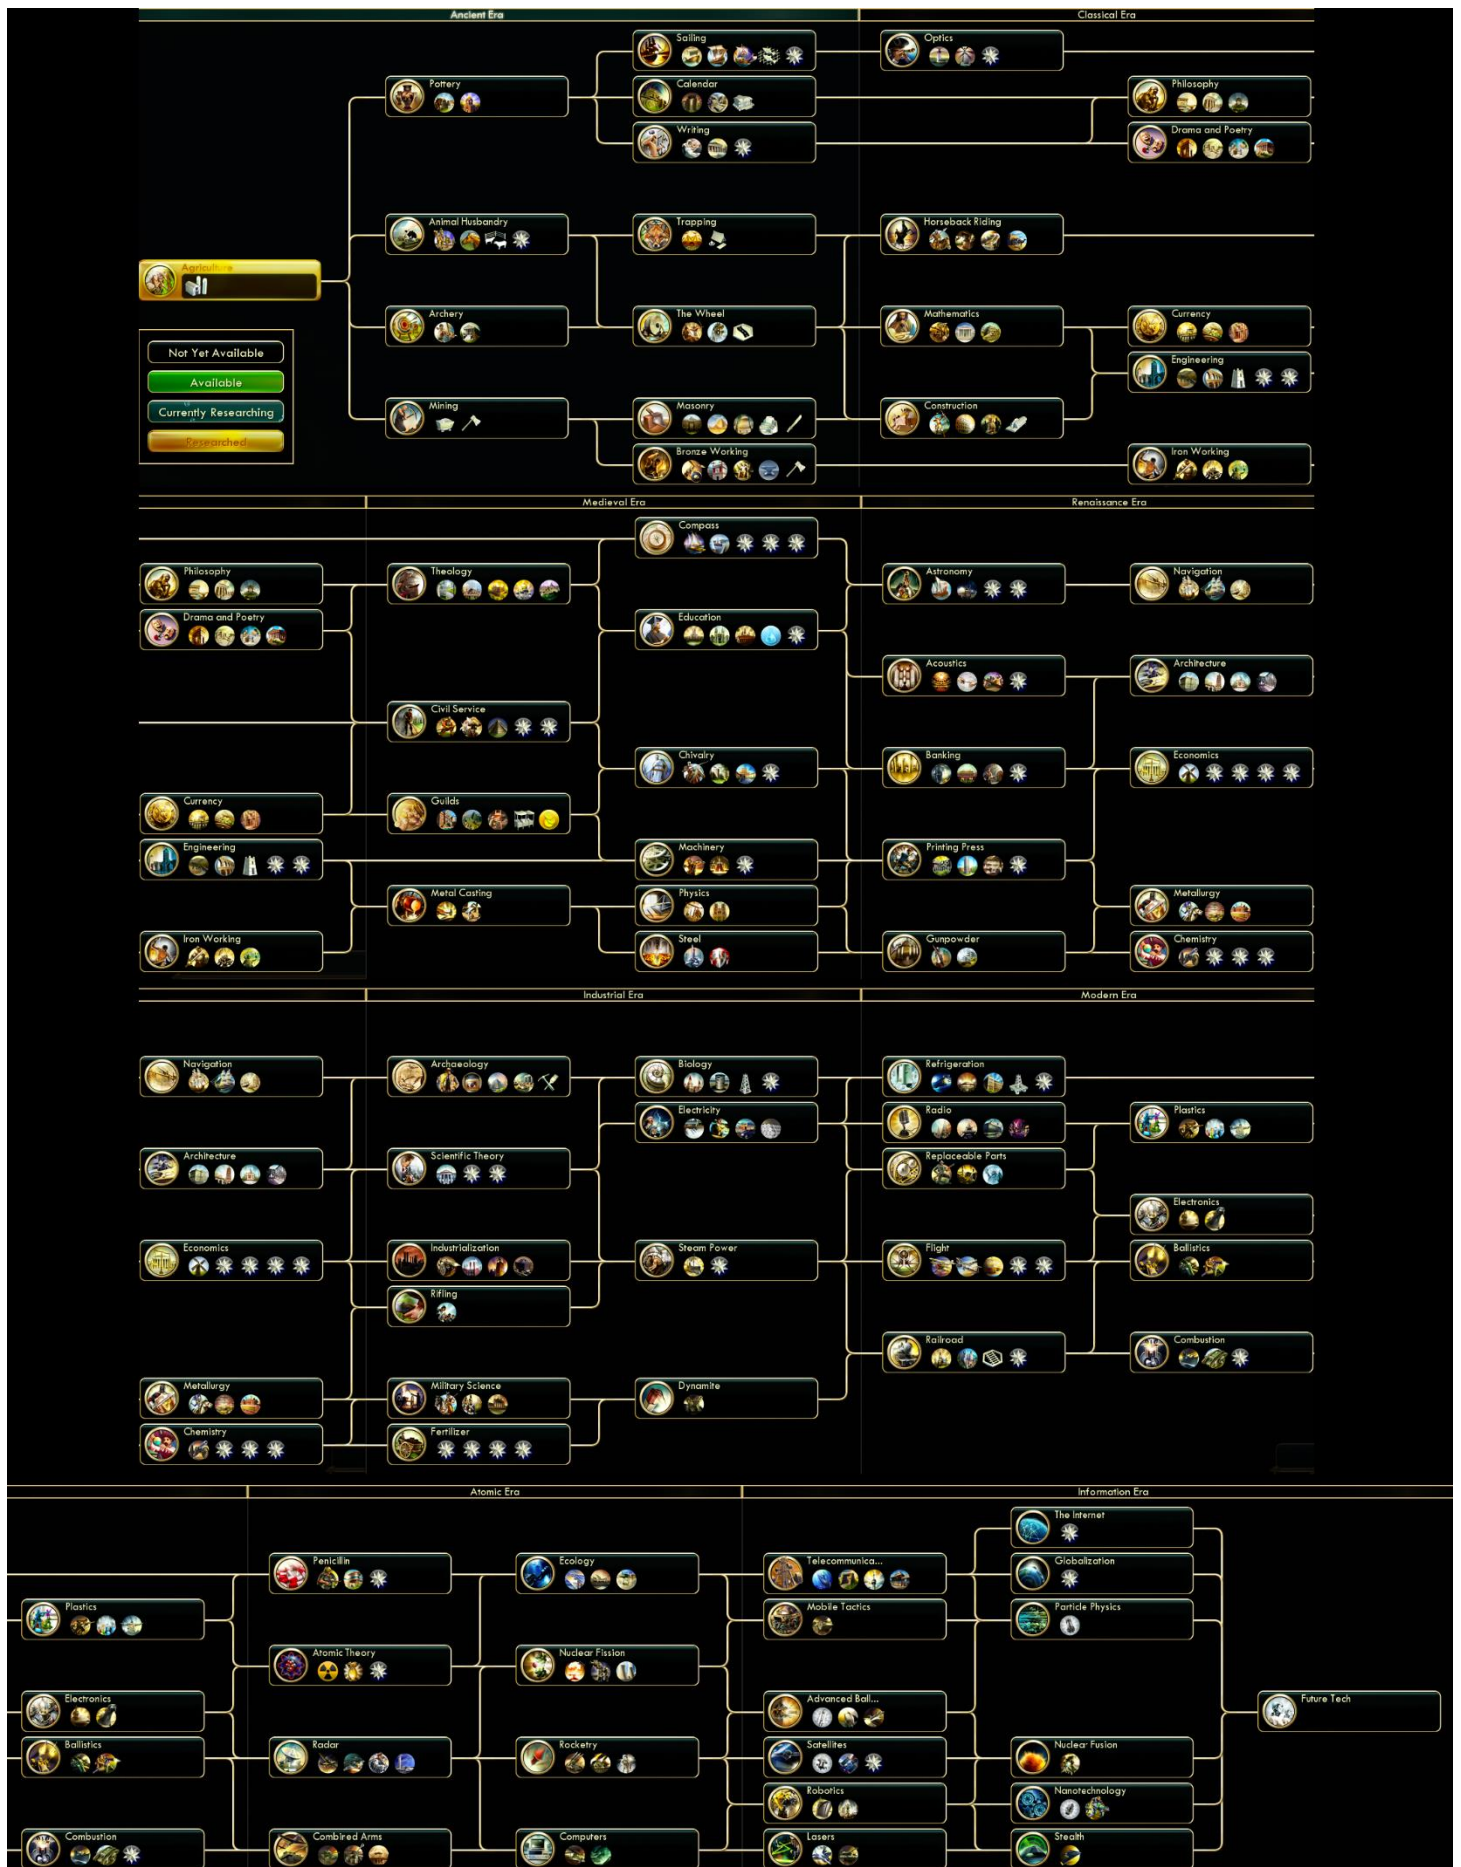 Ancient Era
Classical Era
Sailing
Optics
Pottery
Calendar
Philosophy
Writing
Drama and Poetry
Animal Husbandry
Trapping
Horseback Riding
Agriculture
Archery
The Wheel
Mathematics
Currency
Not Yet Available
Engineering
Available
Currently Researching
Mining
Masonry
Construction
Researched
Bronze Working
Iron Working
Medieval Era
Renaissance Era
Compass
Philosophy
Theology
Astronomy
Navigation
Drama and Poetry
Education
Acoustics
Architecture
Civil Service
Chivalry
Banking
Economics
Currency
Guilds
Engineering
Machinery
Printing Press
Metal Casting
Physics
Metallurgy
Iron Working
Steel
Gunpowder
Chemistry
Industrial Era
Modern Era
Navigation
Archaeology
Biology
Refrigeration
Electricity
Radio
Plastics
Architecture
Scientific Theory
Replaceable Parts
Electronics
Economics
Industrialization
Steam Power
Flight
Ballistics
Rifling
Railroad
Combustion
Metallurgy
Military Science
Dynamite
Chemistry
Fertilizer
Atomic Era
Information Era
The Internet
Penicillin
Ecology
Telecommunica...
Globalization
Plastics
Mobile Tactics
Particle Physics
Atomic Theory
Nuclear Fission
Electronics
Advanced Ball...
Future Tech
Ballistics
Radar
Rocketry
Satellites
Nuclear Fusion
Robotics
Nanotechnology
Combustion
Combined Arms
Computers
Lasers
Stealth